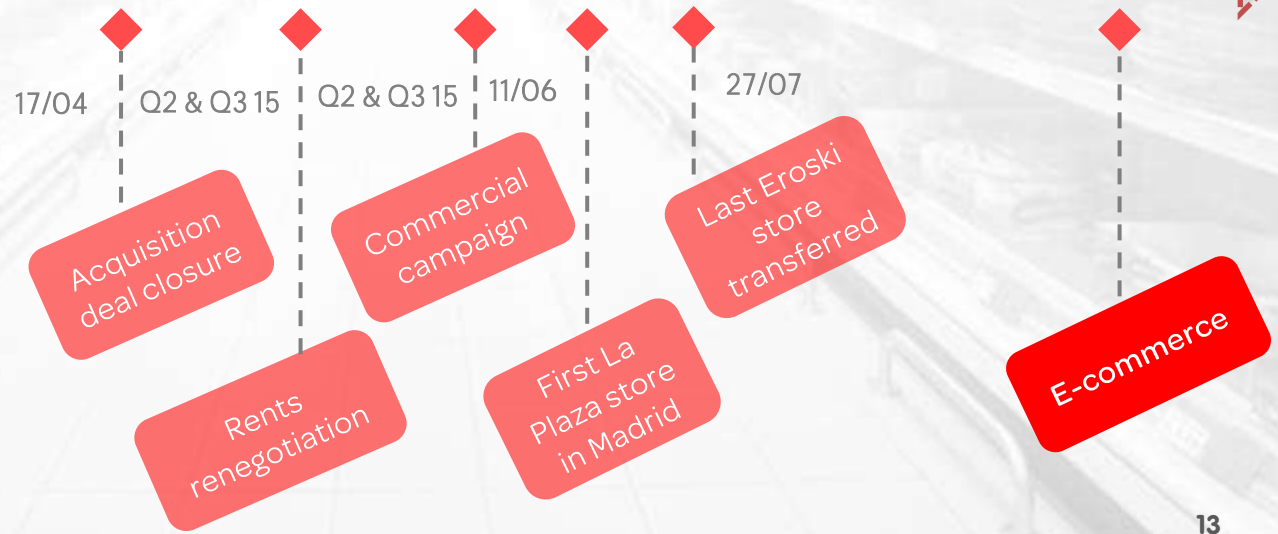 17/04
Q2 & Q3 15
Q2 & Q3 15
11/06
27/07
Acquisition
deal closure
Rents
renegotiation
Commercial
campaign
First La
Plaza store
in Madrid
Last Eroski
store
transferred
E-commerce
13